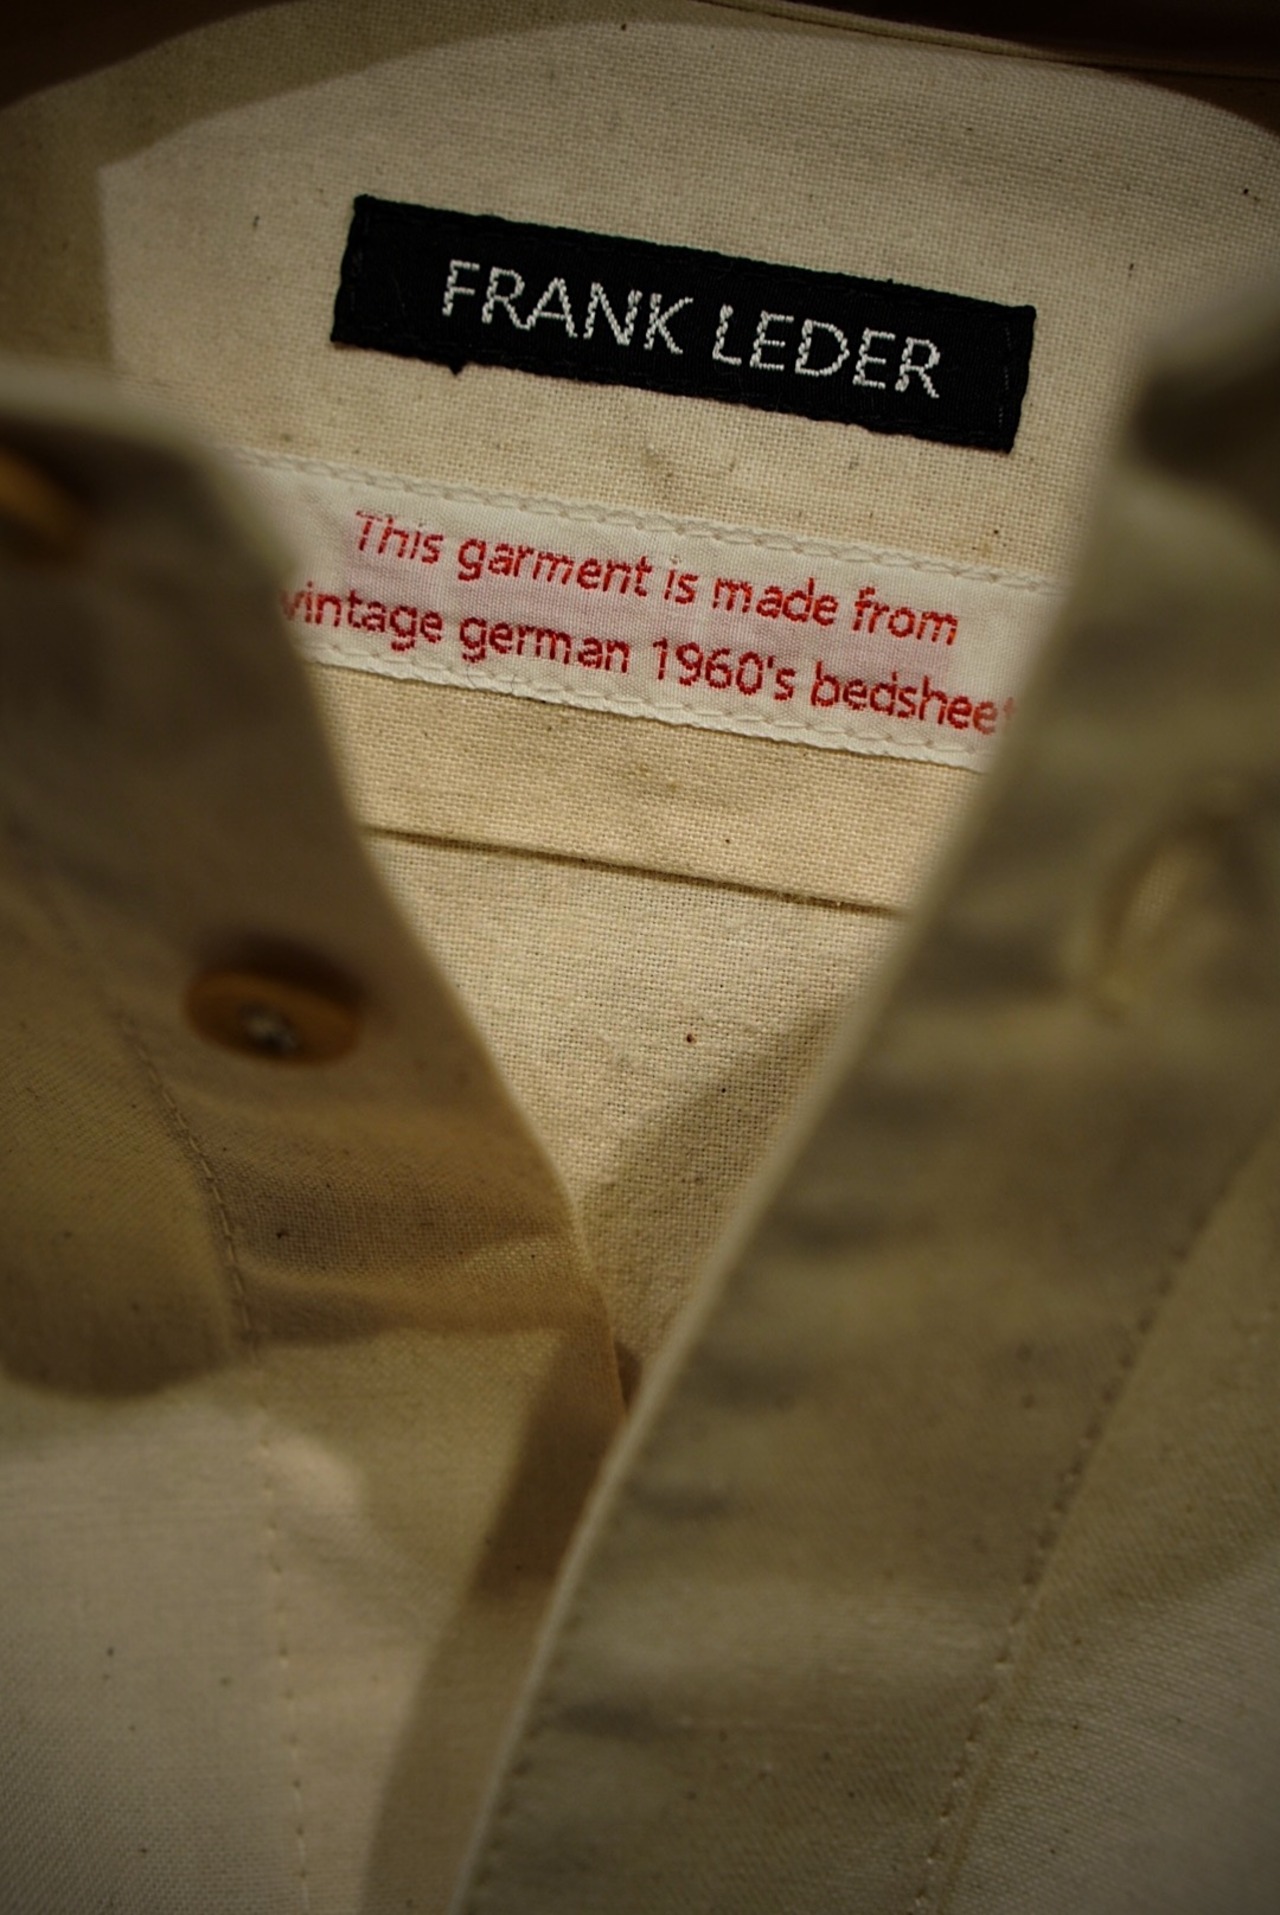 FRANK LEDER
This garment is made from
vintage german 1960's bedsheet